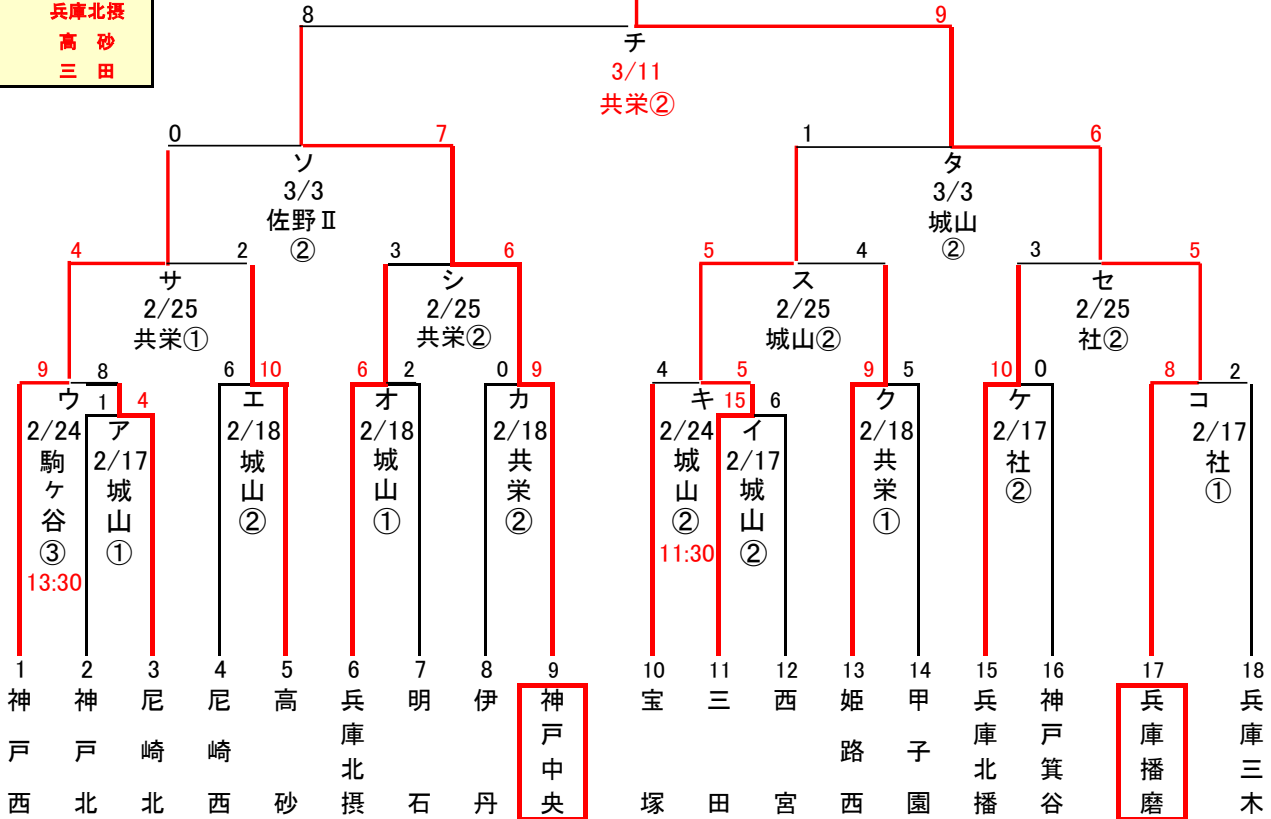 兵庫北摂
高 砂
三 田
8 9
チ
3/11
共栄②
0 7 1 6
ソ タ
3/3 3/3
佐野Ⅱ 城山
② ②
4 2 3 6 5 4 3 5
サ シ ス セ
2/25 2/25 2/25 2/25
共栄① 共栄② 城山② 社②
9 8 6 10 6 2 0 9 4 5 9 5 10 0 8 2
ウ エ オ カ キ ク ケ コ
1 4 15 6
ア イ
2/24 2/18 2/18 2/18 2/24 2/18 2/17 2/17
2/17 2/17
駒ヶ谷③
13:30
城山①
城山②
城山①
共栄②
城山②
11:30
城山②
共栄①
社②
社①
1 2 3 4 5 6 7 8 9 10 11 12 13 14 15 16 17 18
神戸西
神戸北
尼崎北
尼崎西
高砂
兵庫北摂
明石
伊丹
神戸中央
宝塚
三田
西宮
姫路西
甲子園
兵庫北播
神戸箕谷
兵庫播磨
兵庫三木